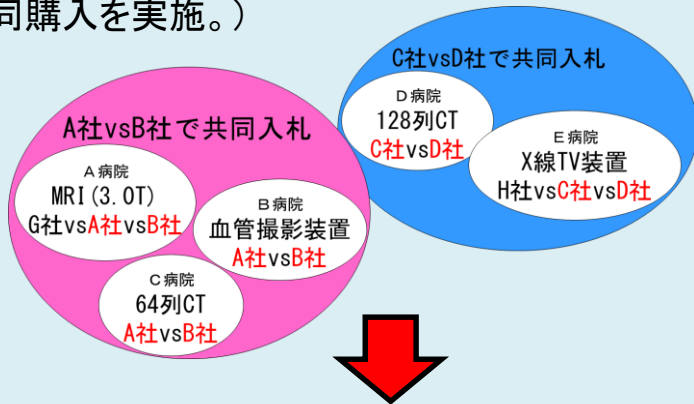 同購入を実施。）
A社vsB社で共同入札
A病院
MRI(3.0T)
G社vsA社vsB社
B病院
血管撮影装置
A社vsB社
C病院
64列CT
A社vsB社
C社vsD社で共同入札
D病院
128列CT
C社vsD社
E病院
X線TV装置
H社vsC社vsD社